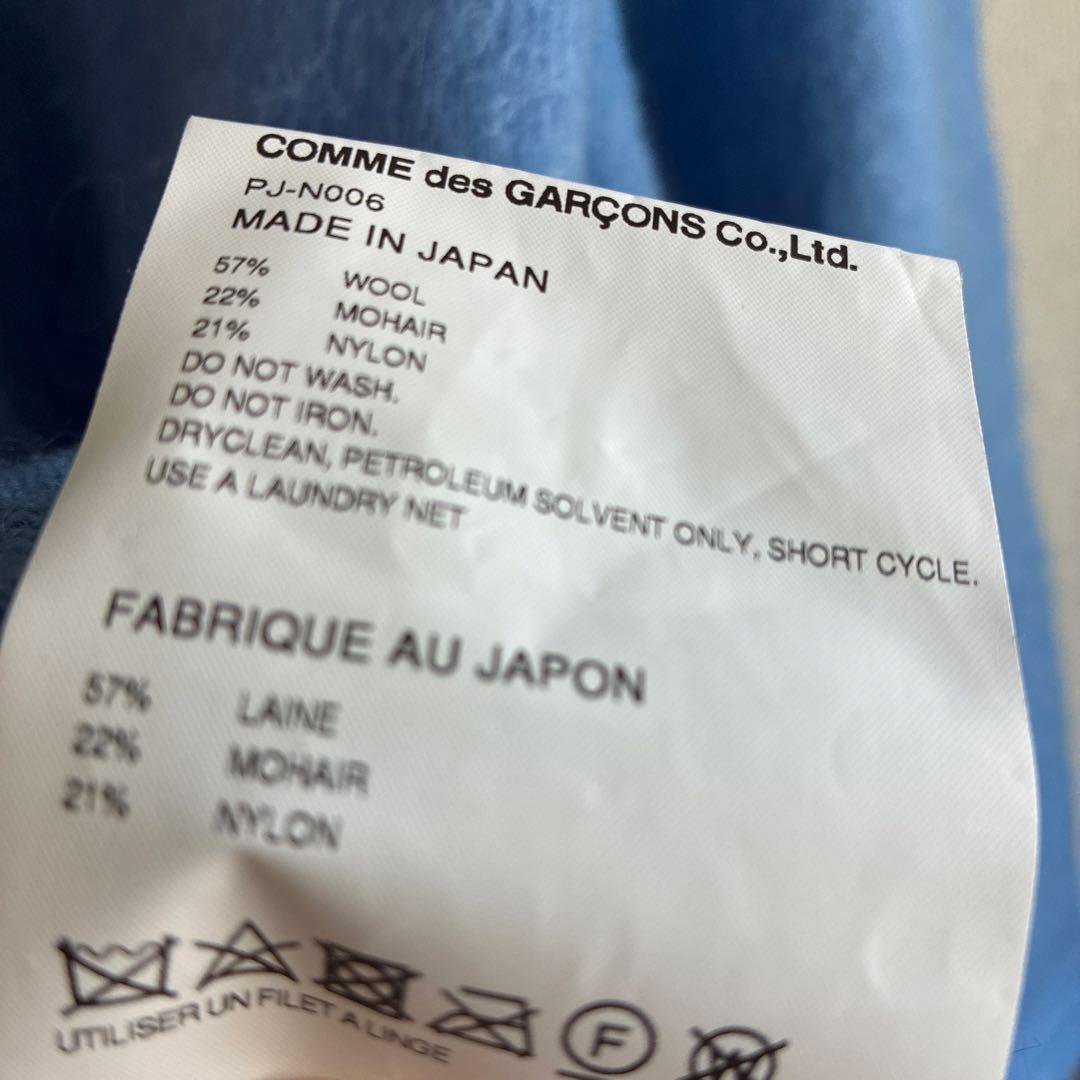 COMME des GARÇONS Co.,Ltd.
PJ-N006
MADE IN JAPAN
57% WOOL
22% MOHAIR
21% NYLON
DO NOT WASH.
DO NOT IRON.
DRYCLEAN, PETROLEUM SOLVENT ONLY, SHORT CYCLE.
USE A LAUNDRY NET
FABRIQUE AU JAPON
57% LAINE
22% MOHAIR
21% NYLON
F W
UTILISER UN FILET A LINGE